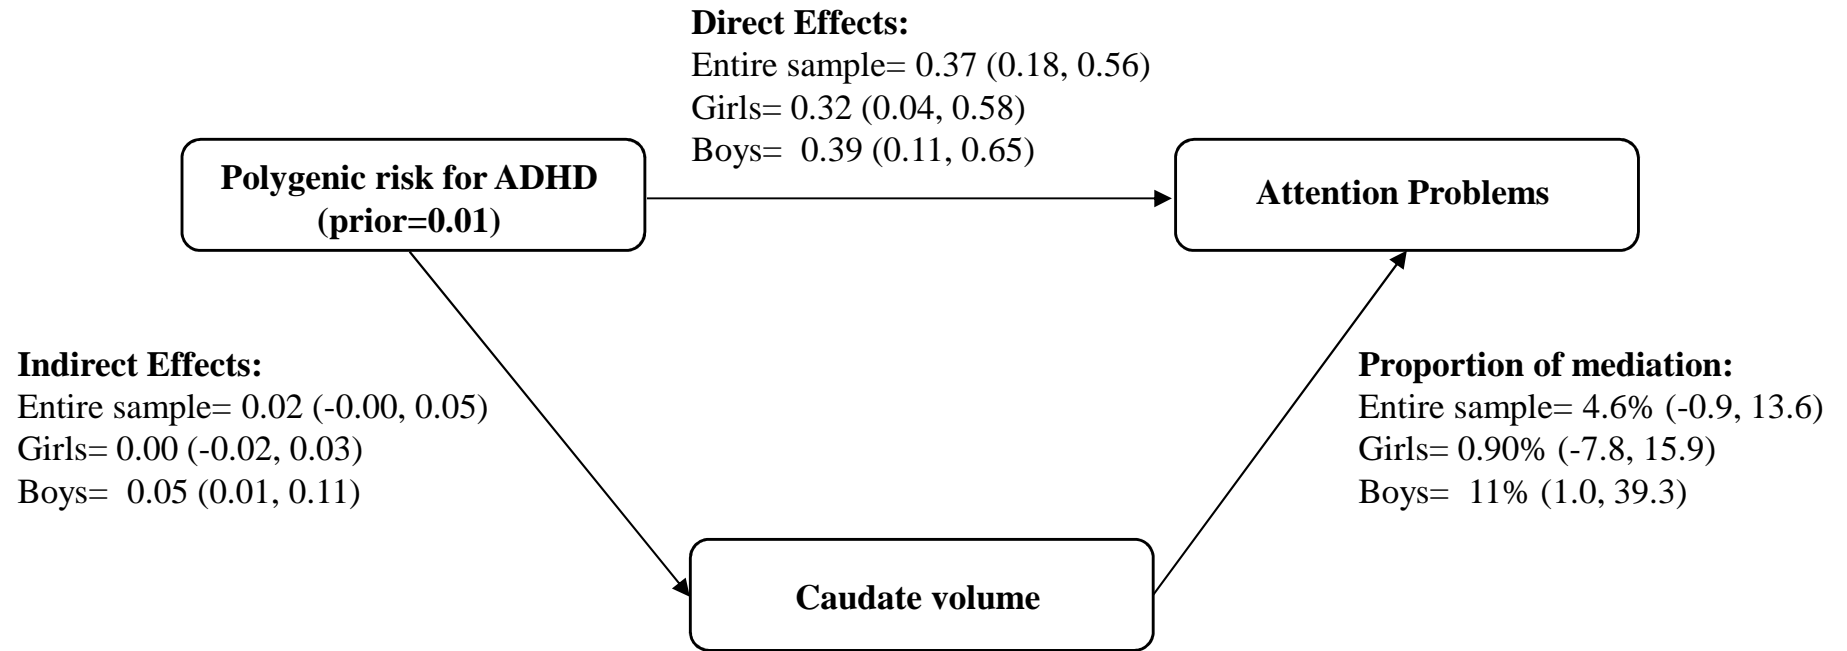 Direct Effects:
Entire sample= 0.37 (0.18, 0.56)
Girls= 0.32 (0.04, 0.58)
Boys=  0.39 (0.11, 0.65)
Polygenic risk for ADHD
(prior=0.01)
Attention Problems
Indirect Effects:
Entire sample= 0.02 (-0.00, 0.05)
Girls= 0.00 (-0.02, 0.03)
Boys=  0.05 (0.01, 0.11)
Proportion of mediation:
Entire sample= 4.6% (-0.9, 13.6)
Girls= 0.90% (-7.8, 15.9)
Boys=  11% (1.0, 39.3)
Caudate volume